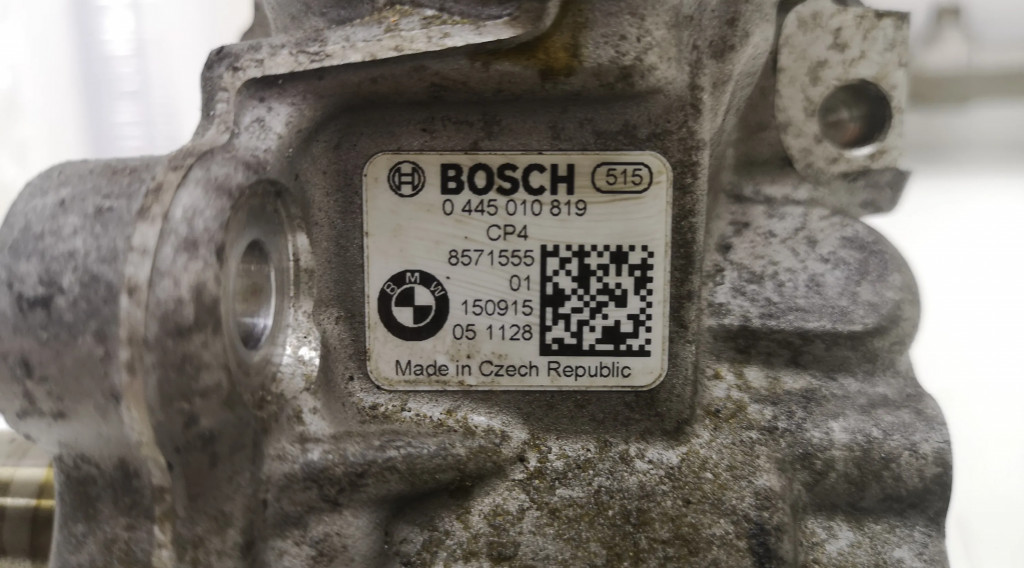 BOSCH 515
0 445 010 819
CP4
8571555
01
BMW
150915
05 1128
Made in Czech Republic